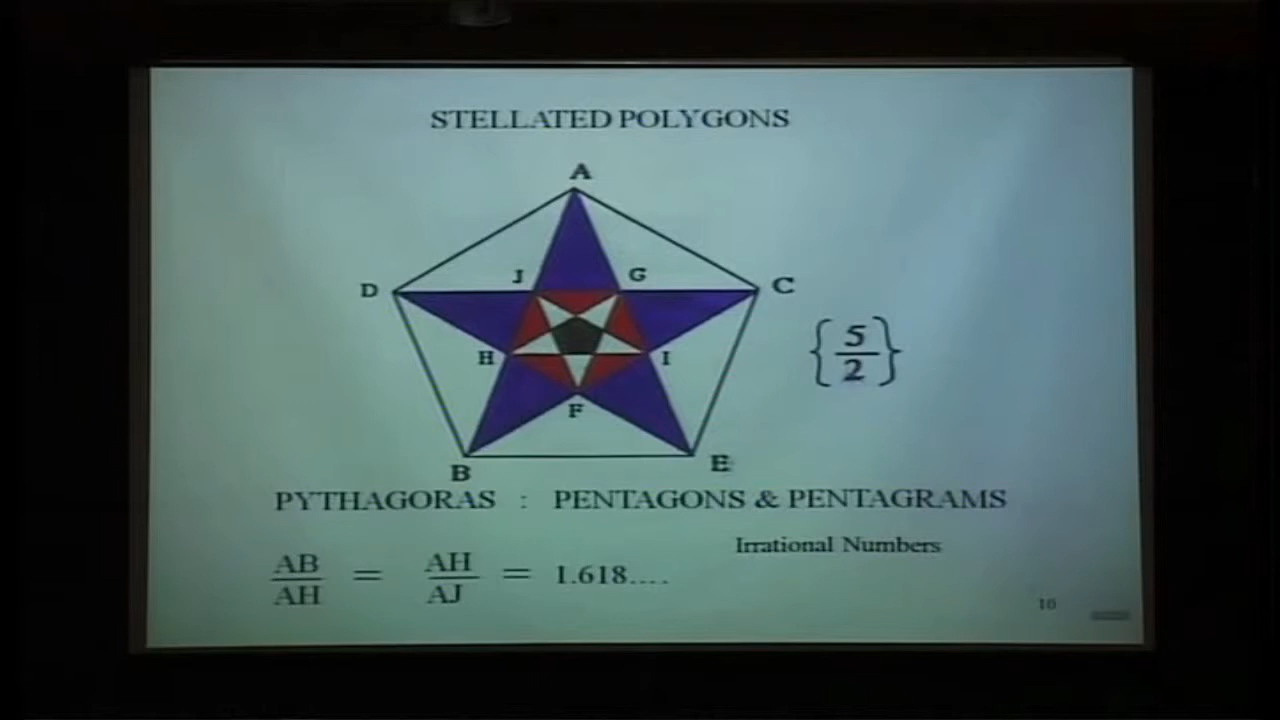 STELLATED POLYGONS
A
D
J
G
C
{5/2}
H
I
F
B
E
PYTHAGORAS : PENTAGONS & PENTAGRAMS
Irrational Numbers
AB/AH = AH/AJ = 1.618....
10